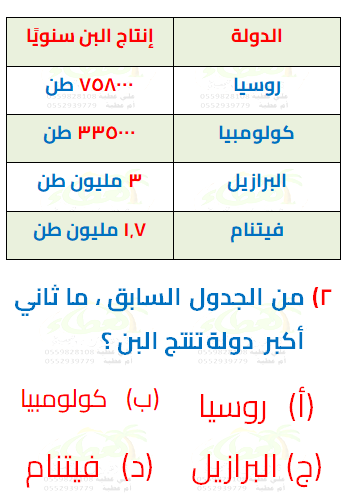 الدولة إنتاج البن سنويًا
روسيا ٧٥٨٠٠٠ طن
كولومبيا ٣٣٥٠٠٠ طن
البرازيل ٣ مليون طن
فيتنام ١,٧ مليون طن
٢) من الجدول السابق ، ما ثاني
أكبر دولة تنتج البن ؟
(أ) روسيا (ب) كولومبيا
(ج) البرازيل (د) فيتنام